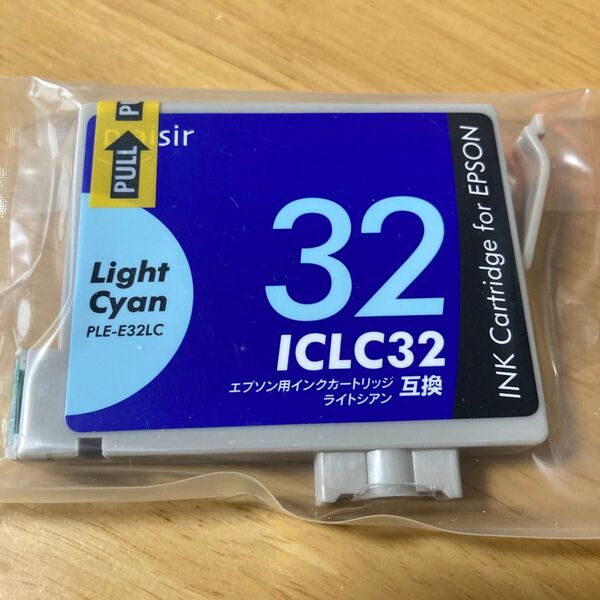 PULL
Light
Cyan
PLE-E32LC
32
ICLC32
エプソン用インクカートリッジ
ライトシアン
互換
INK Cartridge for EPSON